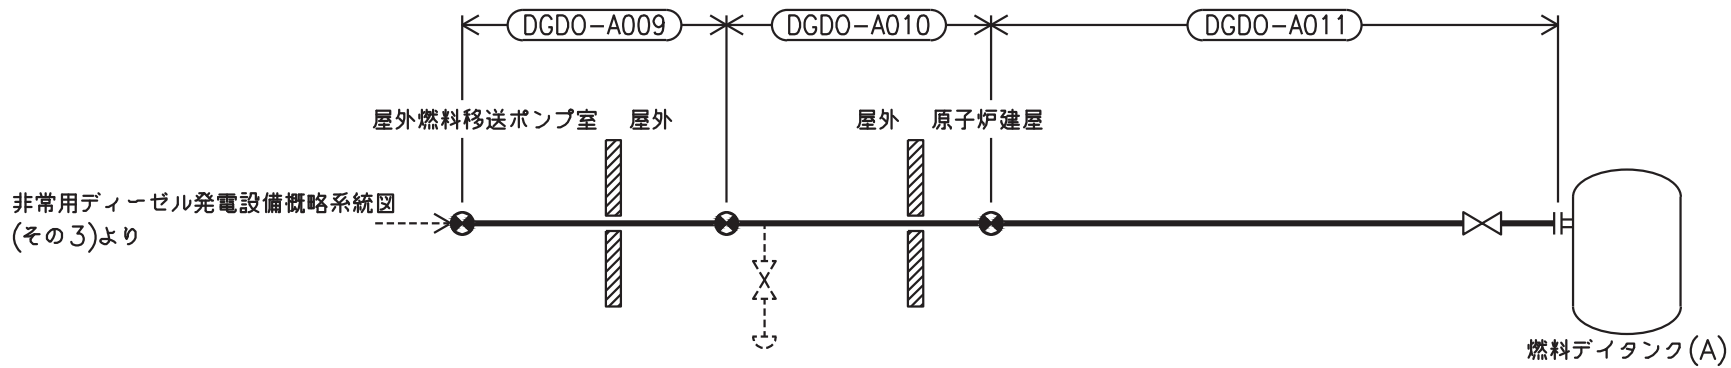 DGDO-A009
DGDO-A010
DGDO-A011
屋外燃料移送ポンプ室
屋外
屋外
原子炉建屋
非常用ディーゼル発電設備概略系統図
(その3)より
燃料デイタンク(A)